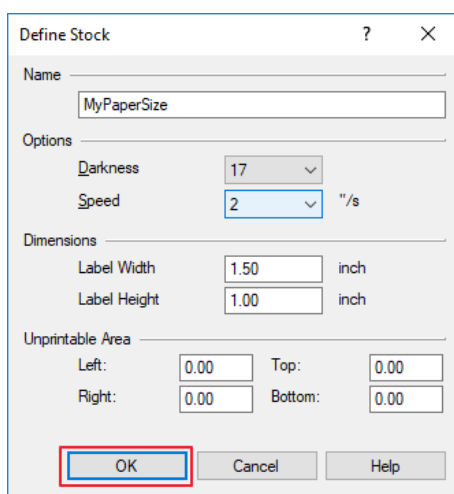 Define Stock ? X
Name
MyPaperSize
Options
Darkness 17
Speed 2 "/s
Dimensions
Label Width 1.50 inch
Label Height 1.00 inch
Unprintable Area
Left: 0.00 Top: 0.00
Right: 0.00 Bottom: 0.00
OK Cancel Help